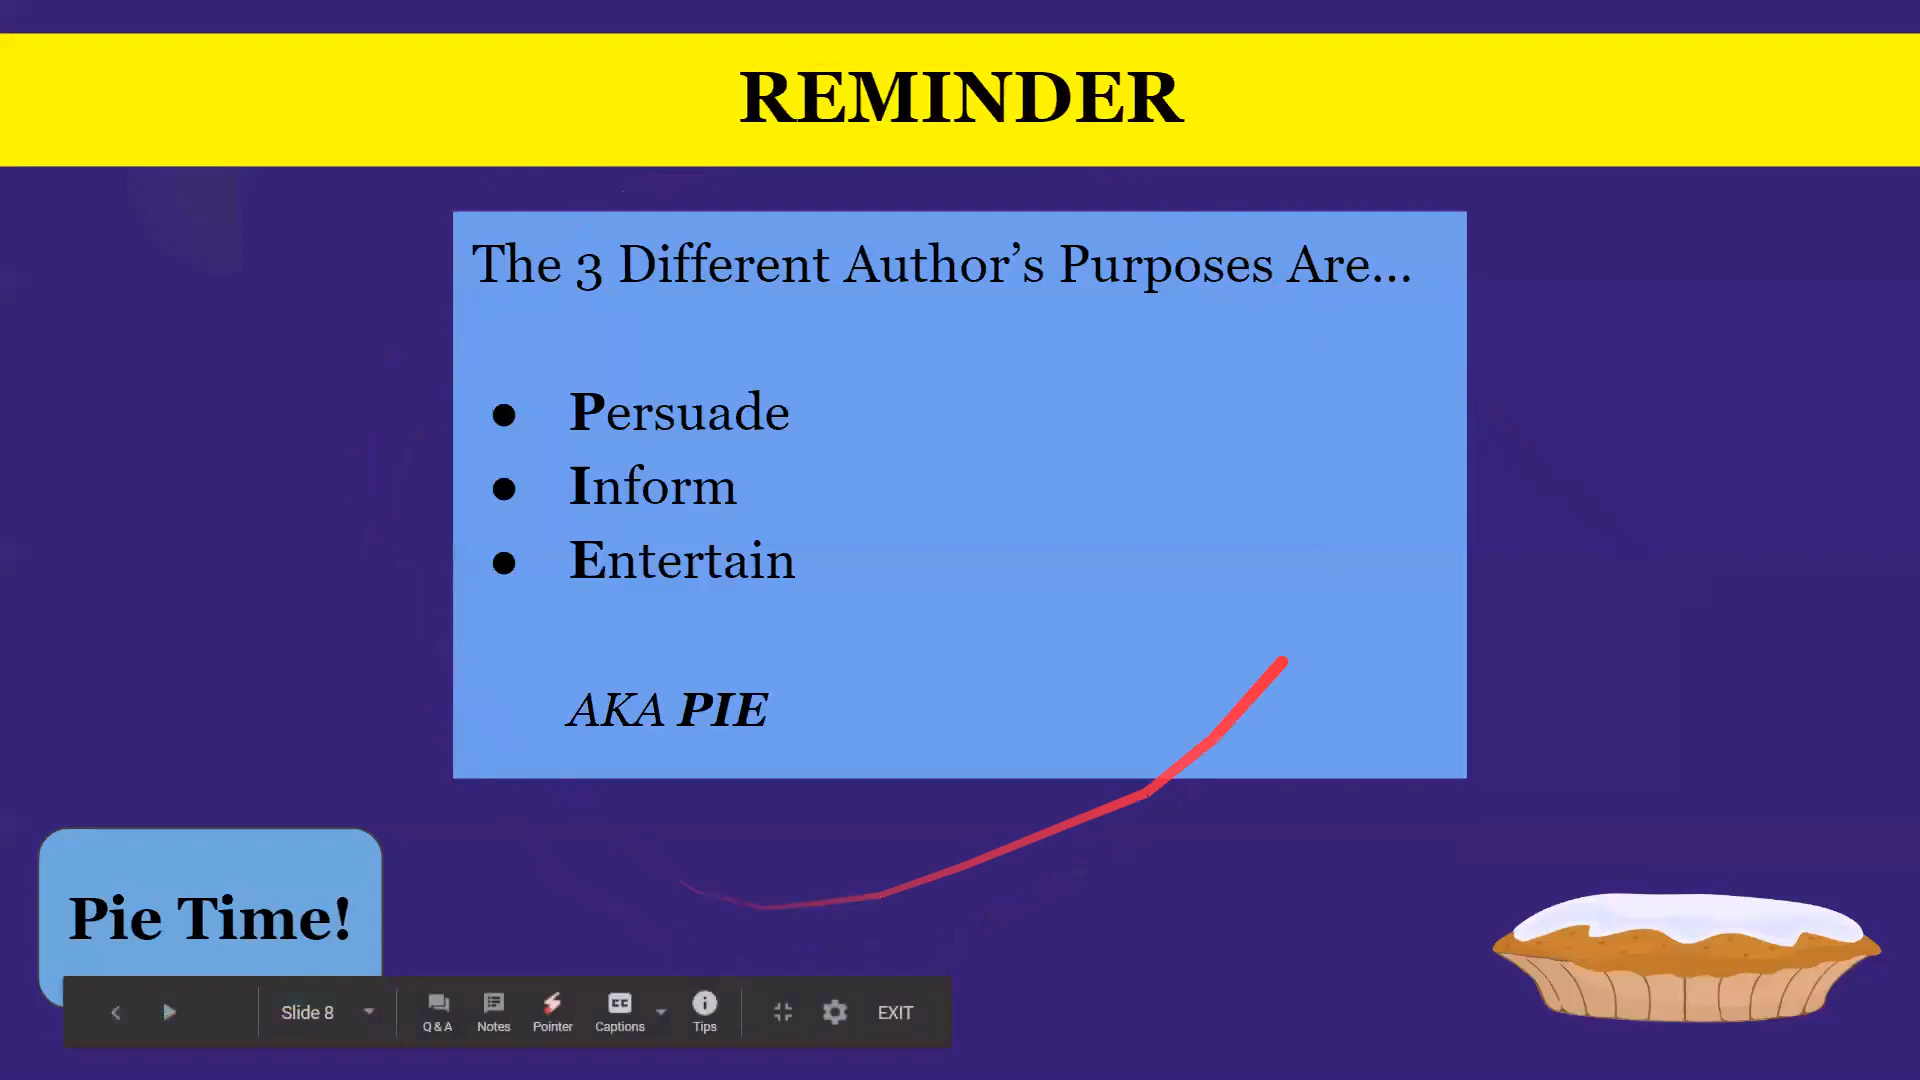 REMINDER
The 3 Different Author’s Purposes Are...
● Persuade
● Inform
● Entertain
AKA PIE
Pie Time!
Slide 8
Q & A
Notes
Pointer
CC
Captions
Tips
EXIT